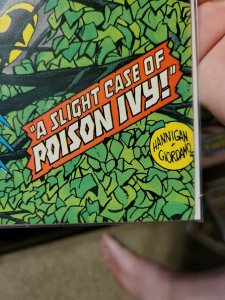 "A SLIGHT CASE OF
POISON IVY!"
HANNIGAN
-
GIORDANO